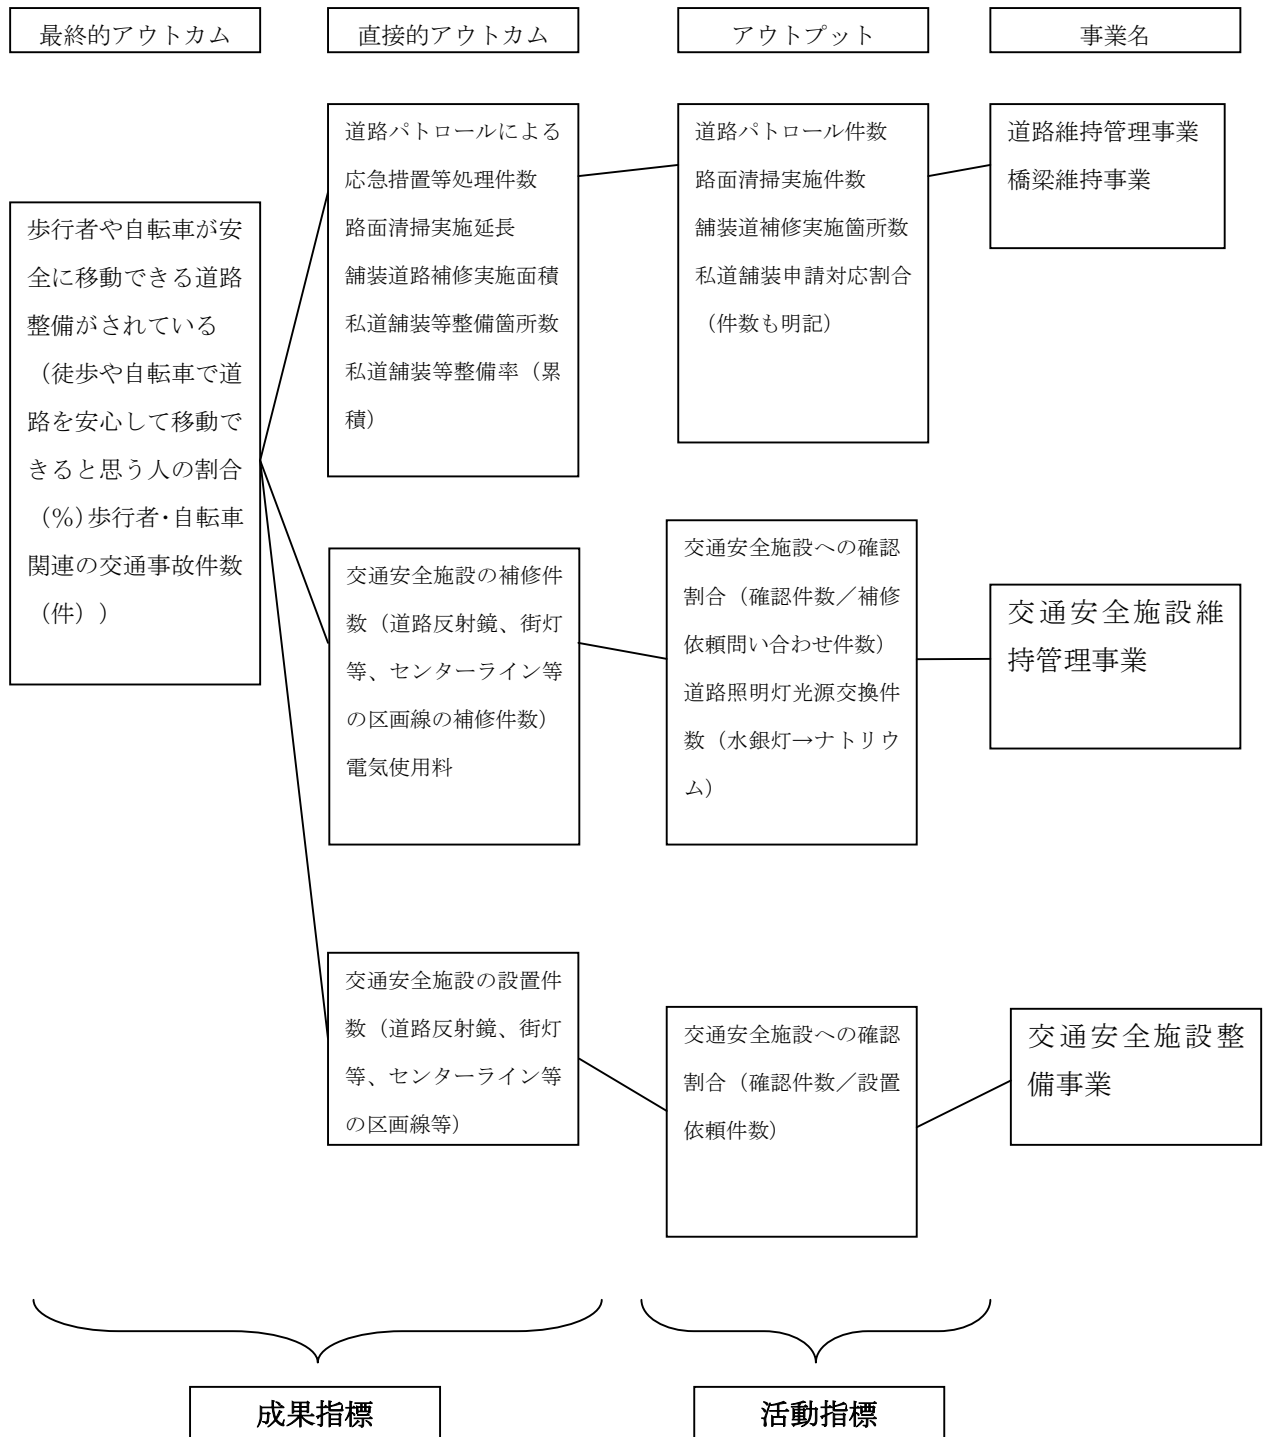 最終的アウトカム
直接的アウトカム
アウトプット
事業名
歩行者や自転車が安
全に移動できる道路
整備がされている
（徒歩や自転車で道
路を安心して移動で
きると思う人の割合
（％）歩行者・自転車
関連の交通事故件数
（件））
道路パトロールによる
応急措置等処理件数
路面清掃実施延長
舗装道路補修実施面積
私道舗装等整備箇所数
私道舗装等整備率（累
積）
道路パトロール件数
路面清掃実施件数
舗装道補修実施箇所数
私道舗装申請対応割合
（件数も明記）
道路維持管理事業
橋梁維持事業
交通安全施設の補修件
数（道路反射鏡、街灯
等、センターライン等
の区画線の補修件数）
電気使用料
交通安全施設への確認
割合（確認件数／補修
依頼問い合わせ件数）
道路照明灯光源交換件
数（水銀灯→ナトリウ
ム）
交通安全施設維
持管理事業
交通安全施設の設置件
数（道路反射鏡、街灯
等、センターライン等
の区画線等）
交通安全施設への確認
割合（確認件数／設置
依頼件数）
交通安全施設整
備事業
成果指標
活動指標